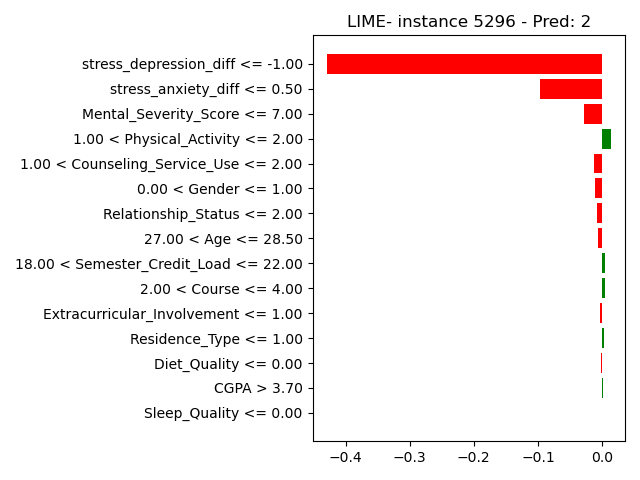 LIME- instance 5296 - Pred: 2
stress_depression_diff <= -1.00
stress_anxiety_diff <= 0.50
Mental_Severity_Score <= 7.00
1.00 < Physical_Activity <= 2.00
1.00 < Counseling_Service_Use <= 2.00
0.00 < Gender <= 1.00
Relationship_Status <= 2.00
27.00 < Age <= 28.50
18.00 < Semester_Credit_Load <= 22.00
2.00 < Course <= 4.00
Extracurricular_Involvement <= 1.00
Residence_Type <= 1.00
Diet_Quality <= 0.00
CGPA > 3.70
Sleep_Quality <= 0.00
−0.4 −0.3 −0.2 −0.1 0.0